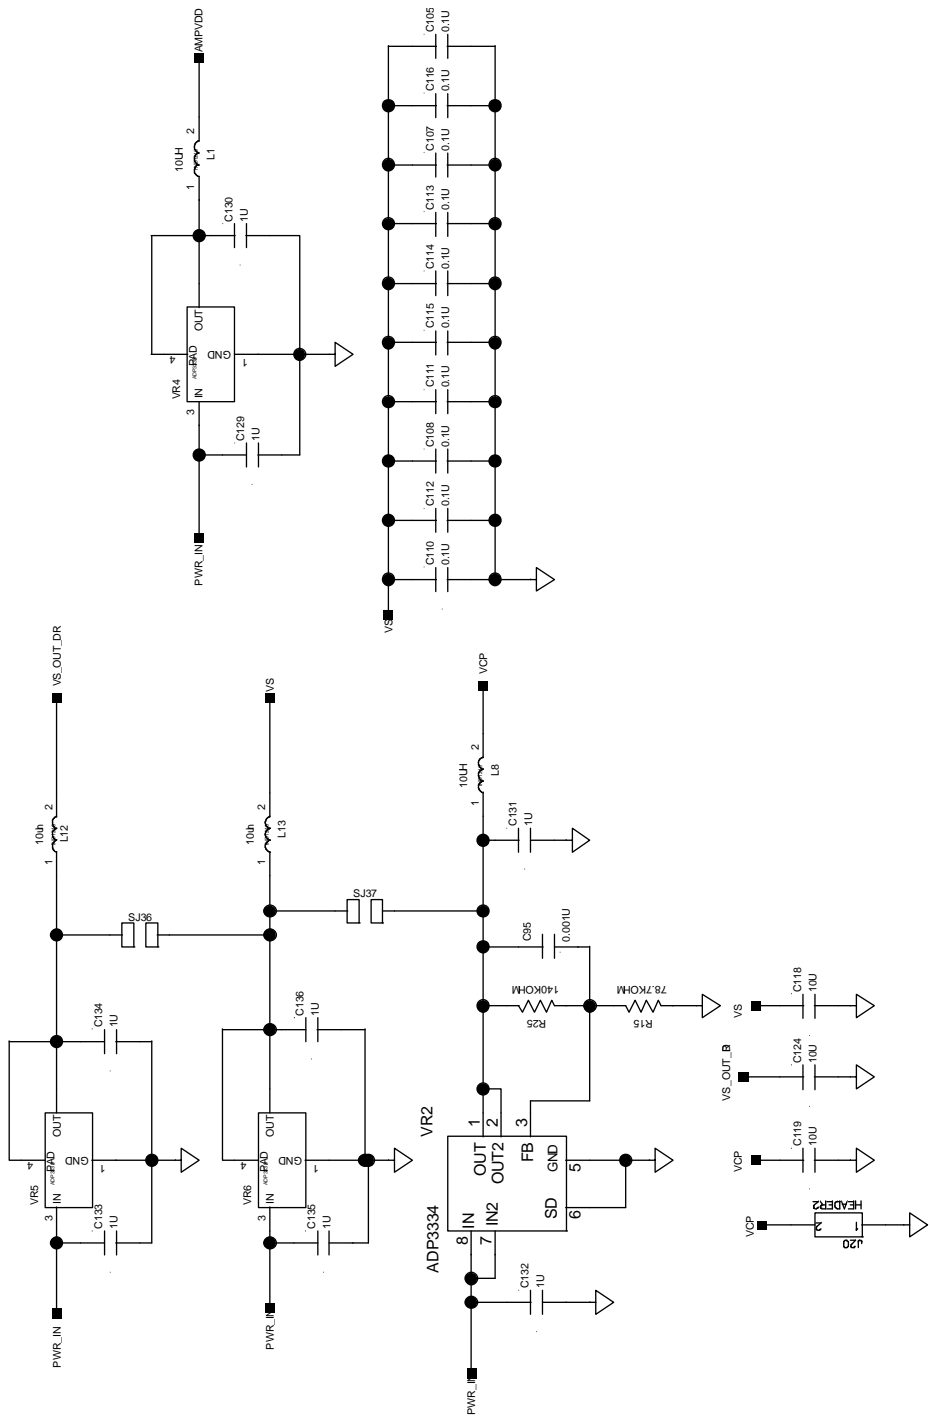 AMPVDD
2
10UH
L1
1
C130
1U
OUT
4
PAD
GND
1
VR4
IN
3
C129
1U
PWR_IN
C105
0.1U
C116
0.1U
C107
0.1U
C113
0.1U
C114
0.1U
C115
0.1U
C111
0.1U
C108
0.1U
C112
0.1U
C110
0.1U
VS
VS_OUT_DR
2
10uh
L12
1
SJ36
C134
1U
OUT
4
PAD
GND
1
VR5
IN
3
C133
1U
PWR_IN
VS
2
10uh
L13
1
SJ37
C136
1U
OUT
4
PAD
GND
1
VR6
IN
3
C135
1U
PWR_IN
VCP
2
10UH
L8
1
C131
1U
C95
0.001U
140KOHM
R25
78.7KOHM
R15
VR2
1
2
3
OUT
OUT2
FB
GND
5
SD
6
IN
IN2
8
7
ADP3334
C132
1U
PWR_IN
VS
C118
10U
C124
10U
VCP
C119
10U
VCP
HEADER2
2
1
J20